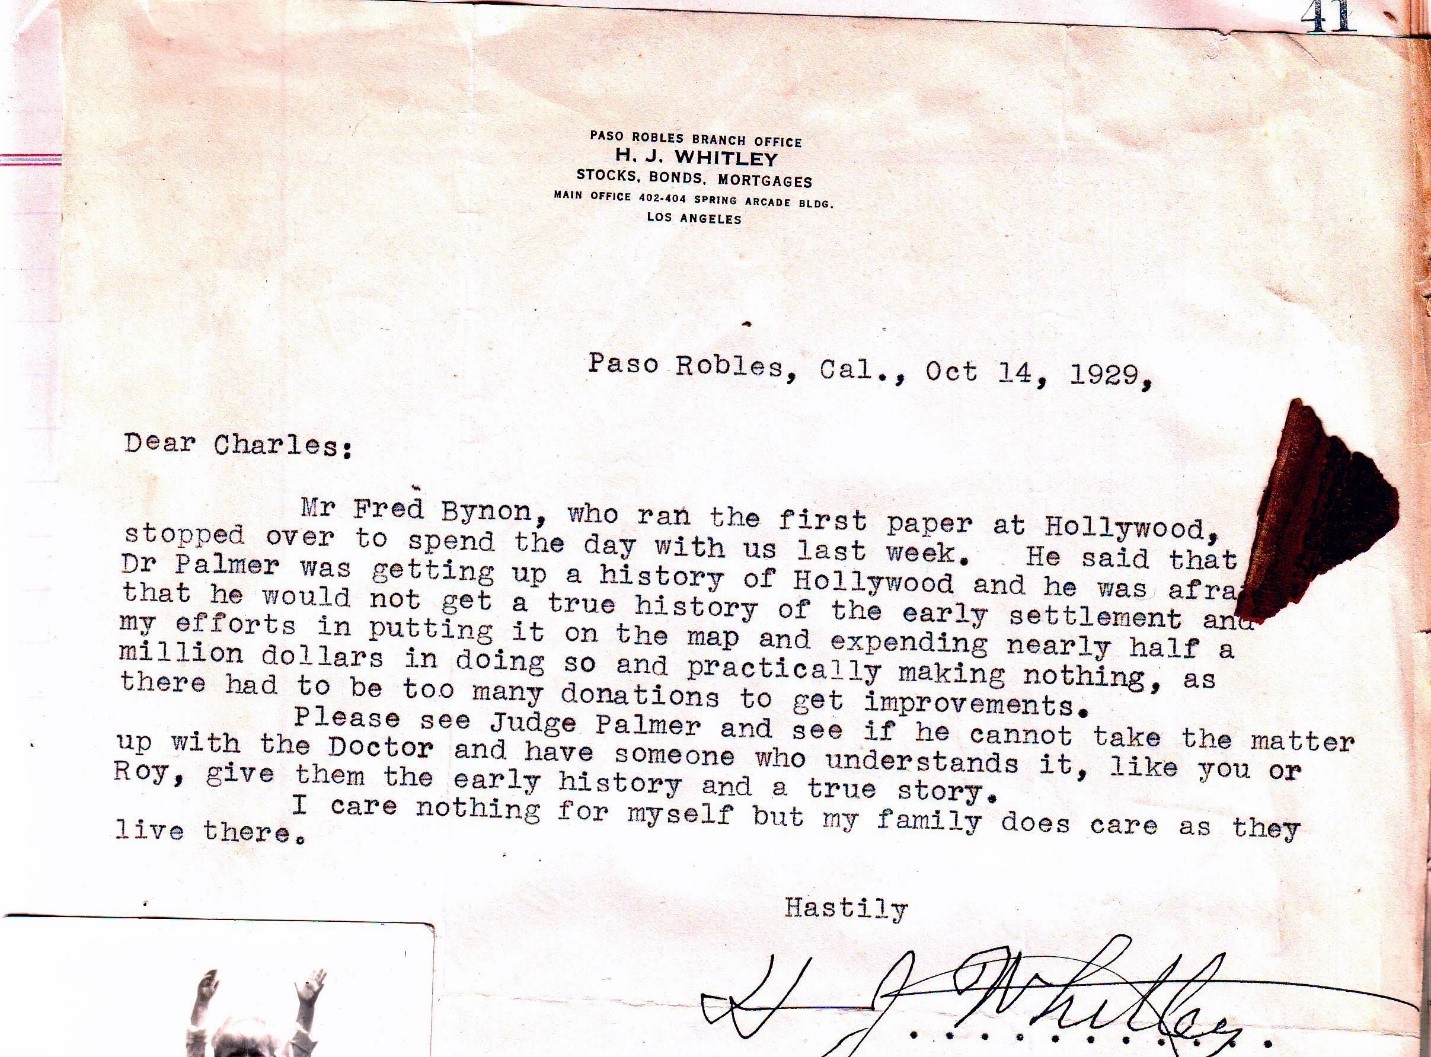 41
PASO ROBLES BRANCH OFFICE
H. J. WHITLEY
STOCKS, BONDS, MORTGAGES
MAIN OFFICE 402-404 SPRING ARCADE BLDG.
LOS ANGELES
Paso Robles, Cal., Oct 14, 1929,
Dear Charles:
Mr Fred Bynon, who ran the first paper at Hollywood,
stopped over to spend the day with us last week. He said that
Dr Palmer was getting up a history of Hollywood and he was afra
that he would not get a true history of the early settlement and
my efforts in putting it on the map and expending nearly half a
million dollars in doing so and practically making nothing, as
there had to be too many donations to get improvements.
Please see Judge Palmer and see if he cannot take the matter
up with the Doctor and have someone who understands it, like you or
Roy, give them the early history and a true story.
I care nothing for myself but my family does care as they
live there.
Hastily
H J Whitley